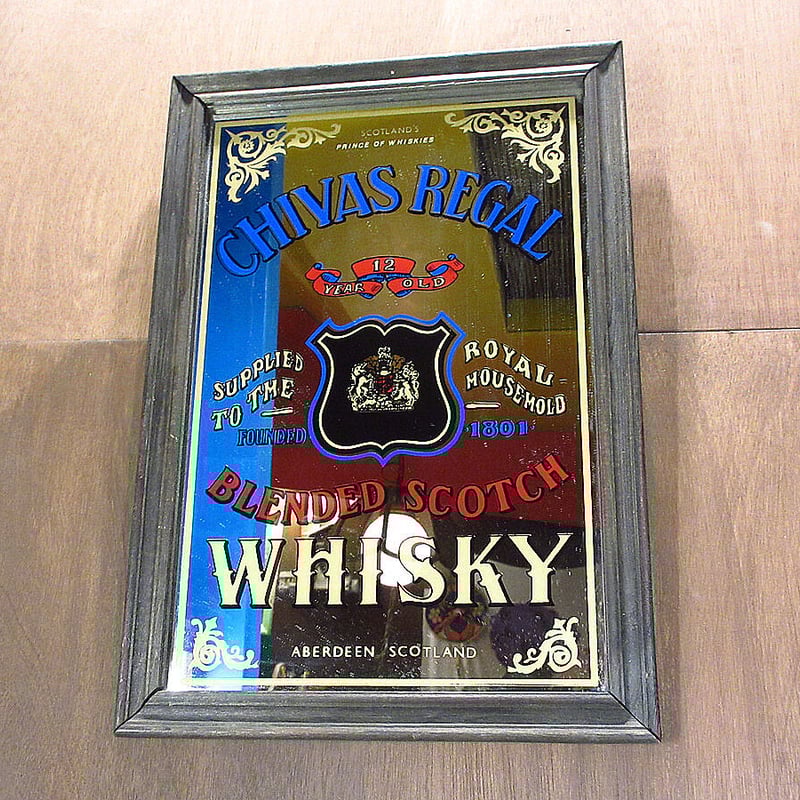 SCOTLAND'S
PRINCE OF WHISKIES
CHIVAS REGAL
12
YEAR OLD
SUPPLIED
TO THE
ROYAL
HOUSEHOLD
FOUNDED 1801
BLENDED SCOTCH
WHISKY
ABERDEEN SCOTLAND